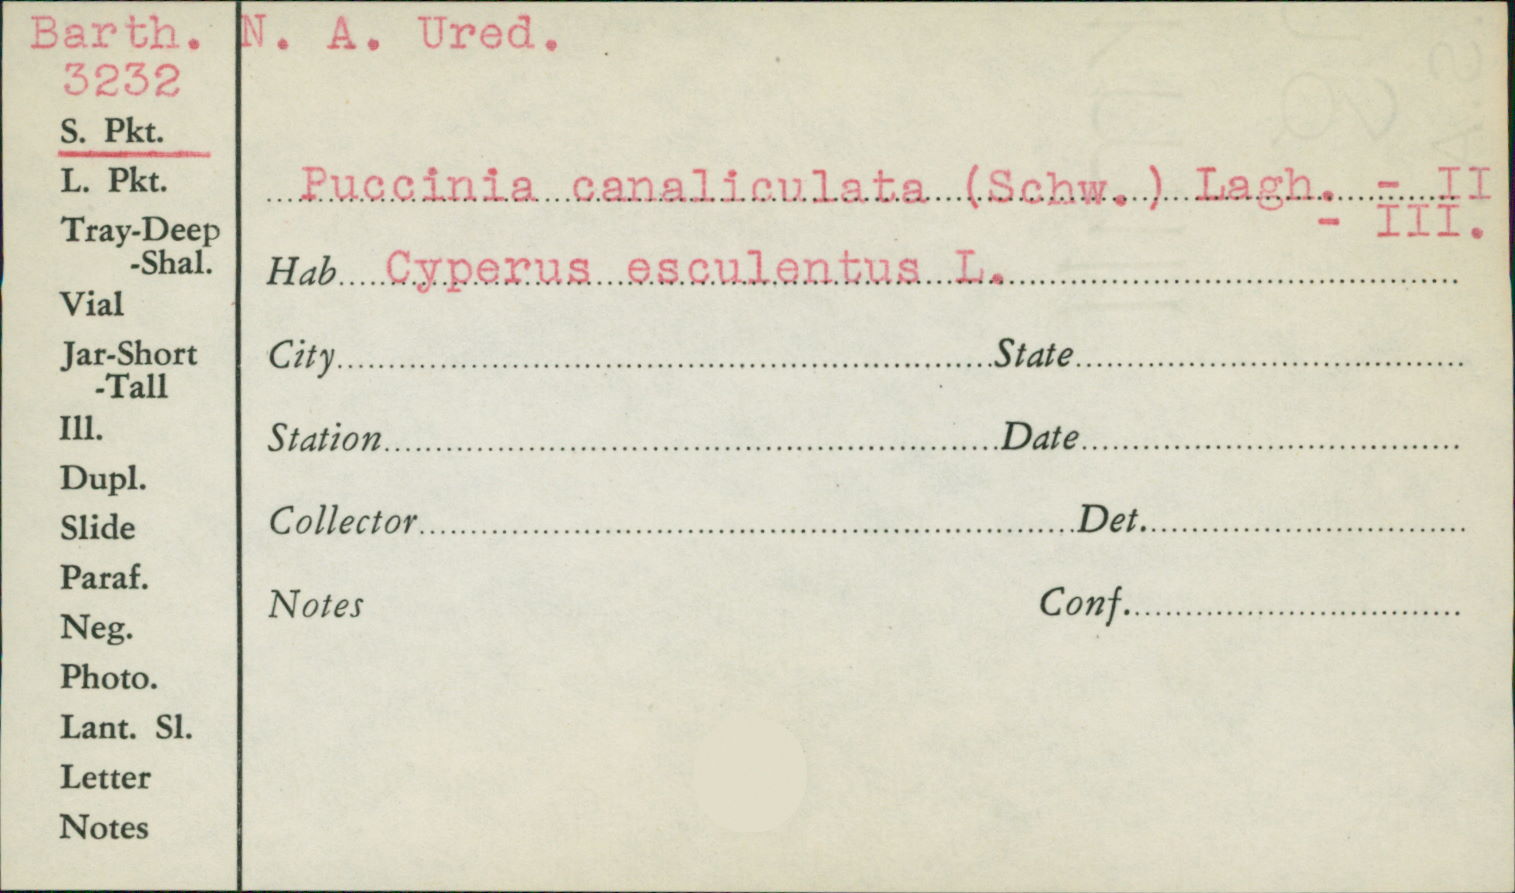 Barth. N. A. Ured.
3232
S. Pkt.
L. Pkt.
Tray-Deep
-Shal.
Vial
Jar-Short
-Tall
Ill.
Dupl.
Slide
Paraf.
Neg.
Photo.
Lant. Sl.
Letter
Notes
Puccinia canaliculata (Schw.) Lagh. - II
- III.
Hab Cyperus esculentus L.
City State
Station Date
Collector Det.
Notes Conf.